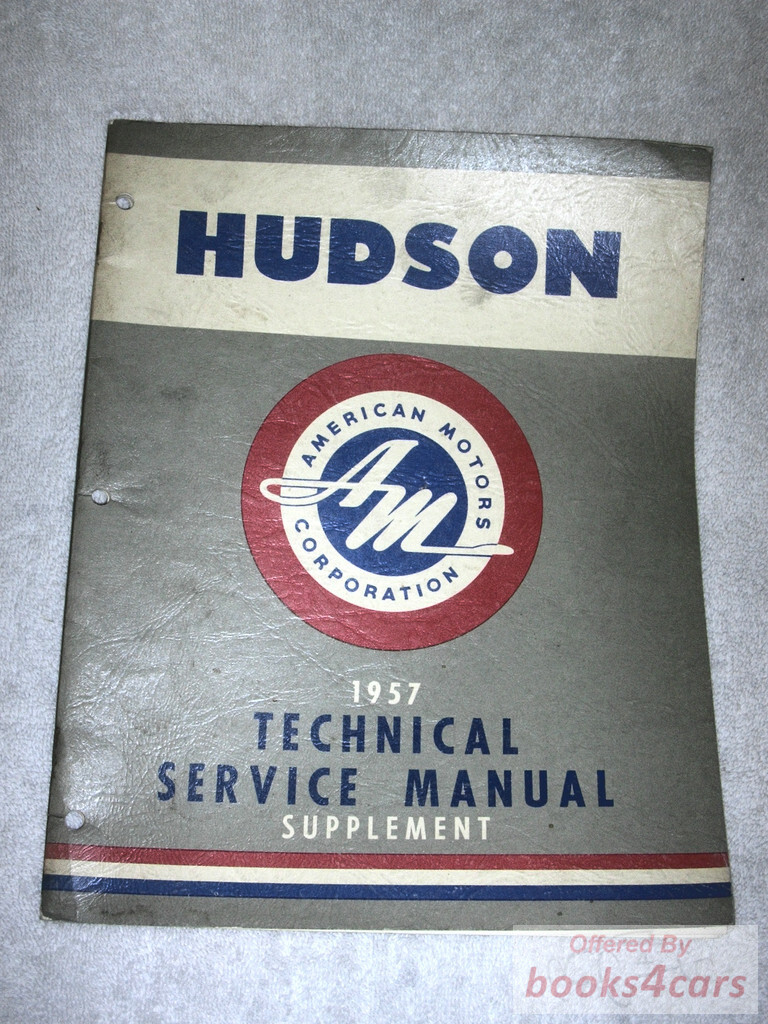 HUDSON
AMERICAN MOTORS
CORPORATION
AM
1957
TECHNICAL
SERVICE MANUAL
SUPPLEMENT
Offered By
books4cars